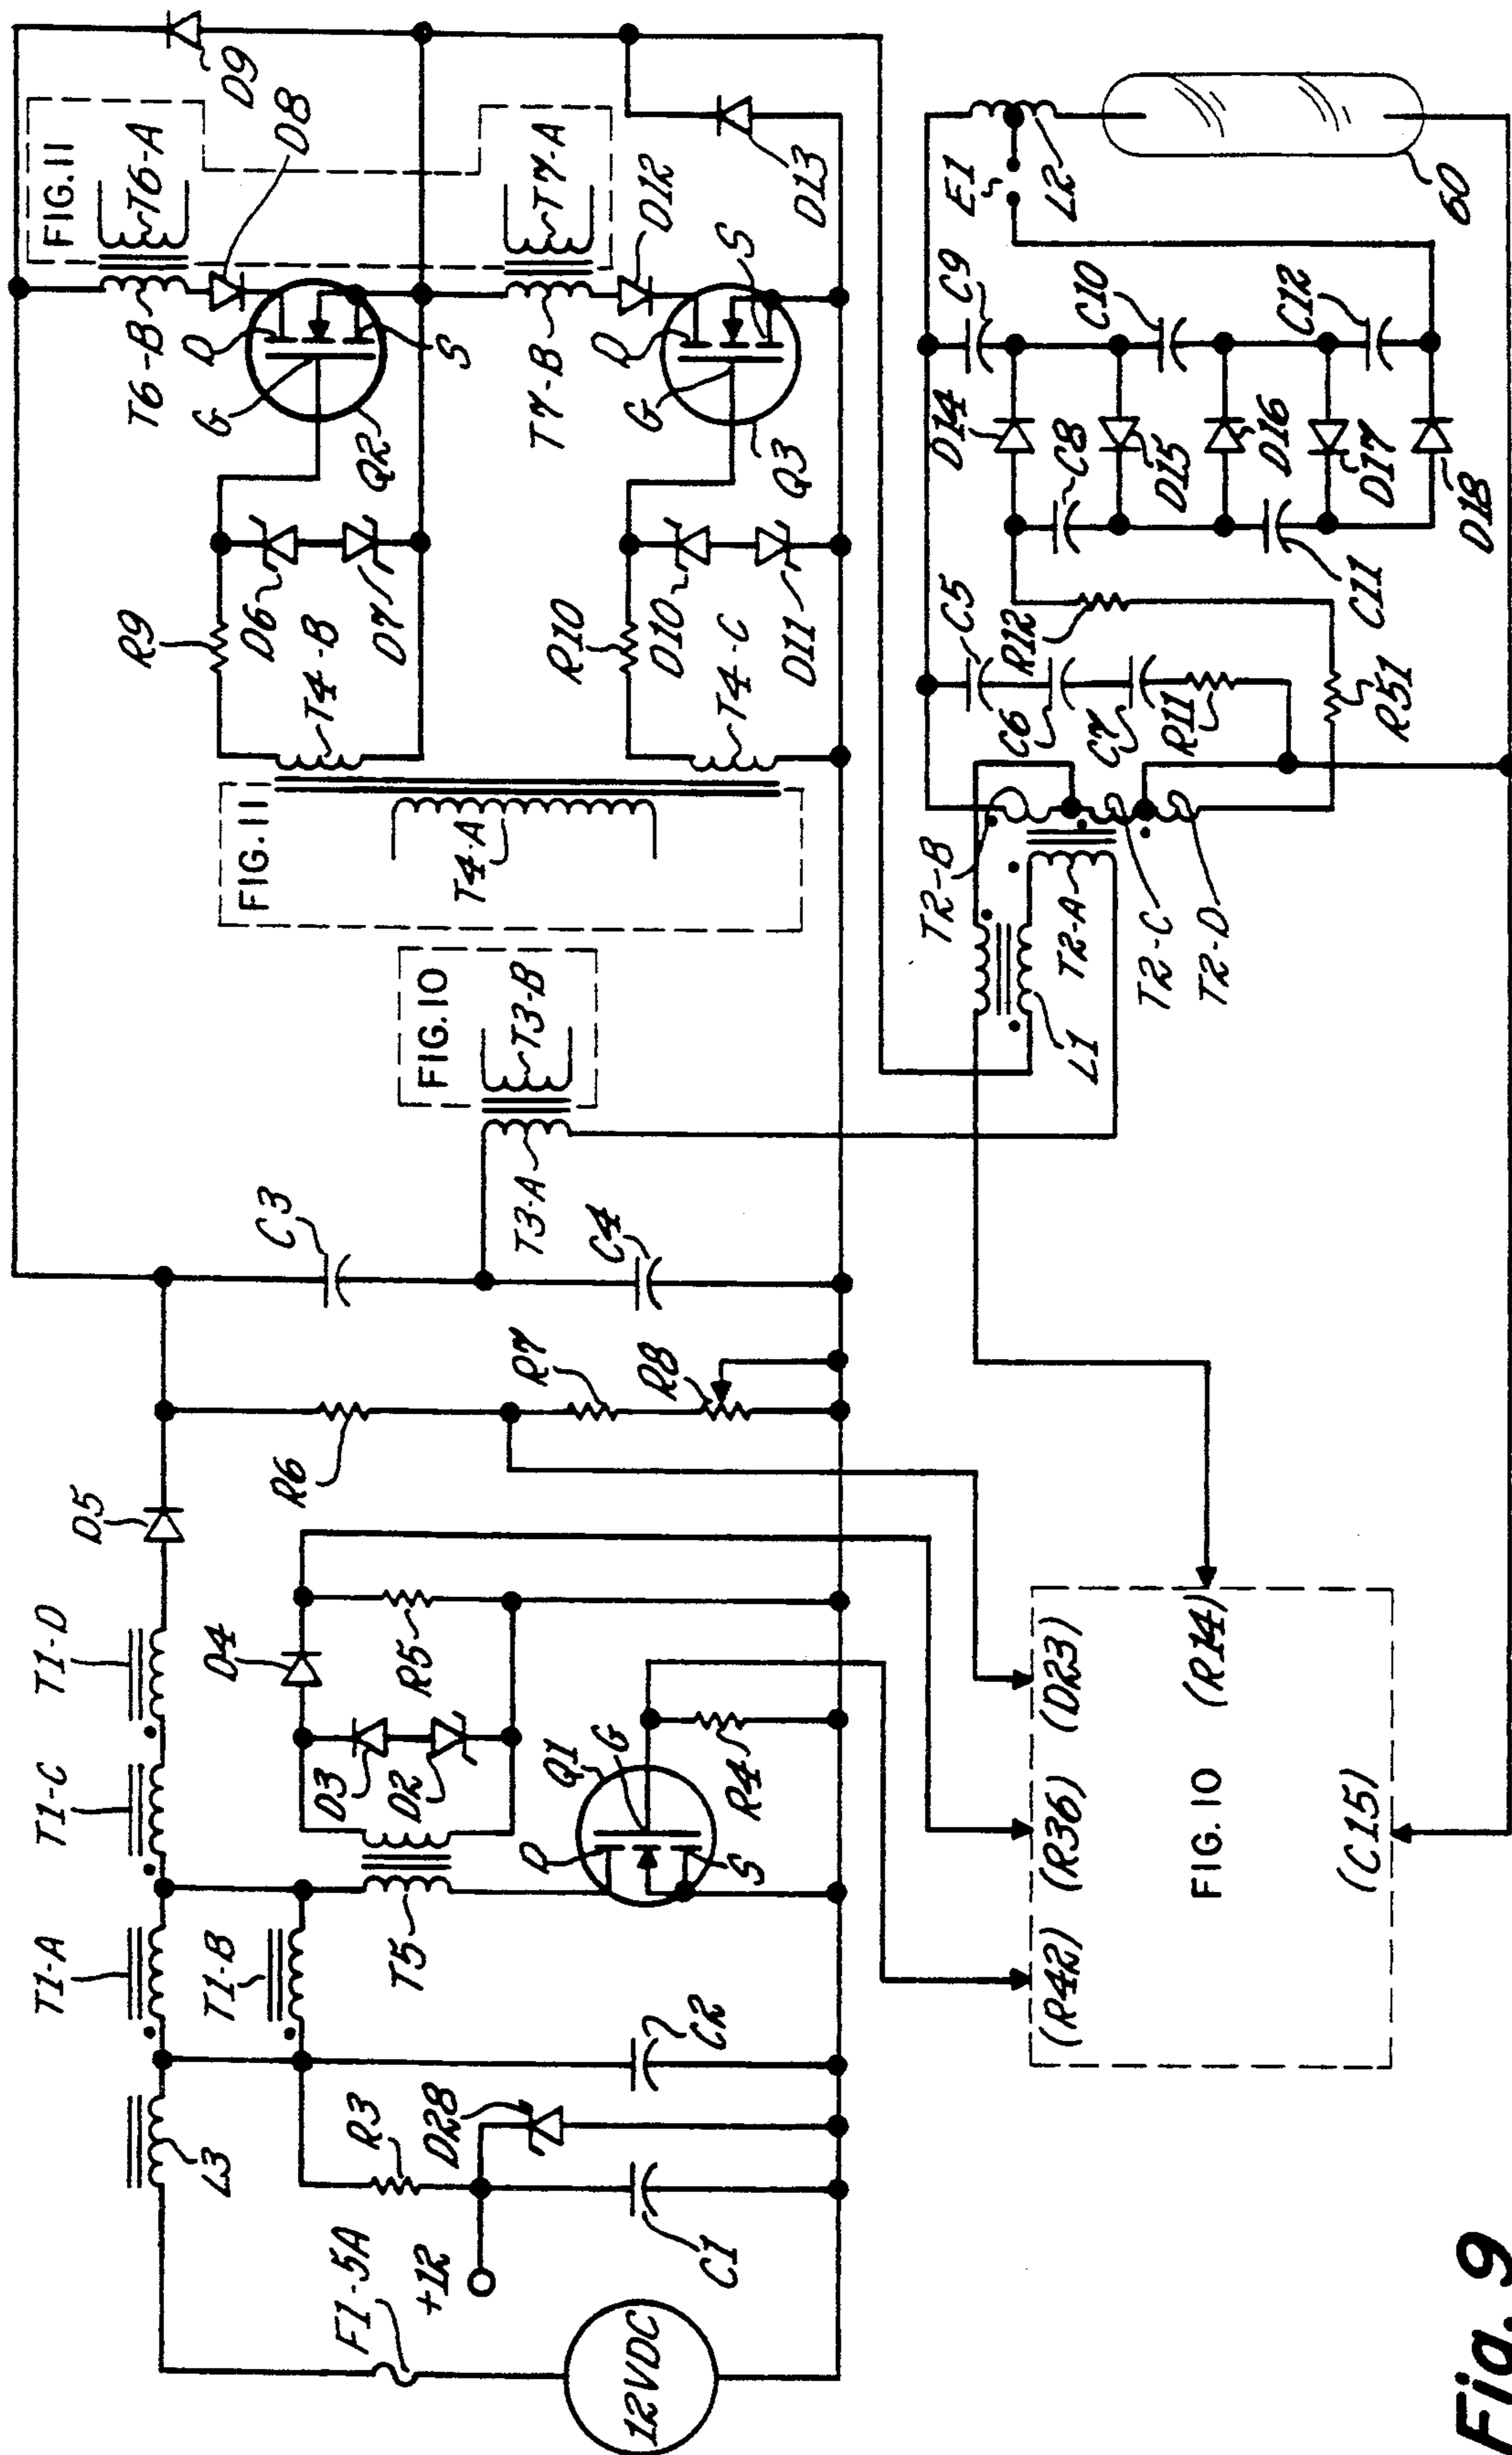 T1-A
T1-C
T1-D
D5
C3
D9
L3
T1-B
D4
R6
R9
FIG. 11
T6-A
D8
T6-B
D
G
Q2
S
D6
D7
T4-B
F1-5A
R3
+12
D28
C2
C1
12VDC
T5
D3
D2
R5
Q1
D
G
S
R4
R7
R8
T3-A
C4
FIG. 10
T3-B
FIG. 11
T4-A
T4-C
R10
D10
D11
T7-A
T7-B
D12
D
G
S
Q3
D13
(R42)
(R36)
(D23)
(R14)
FIG. 10
(C15)
T2-B
L1
T2-A
T2-C
T2-D
C5
C6
C7
R11
R12
R51
C8
C11
D14
D15
D16
D17
D18
C9
C10
C12
E1
L2
60
Fig. 9